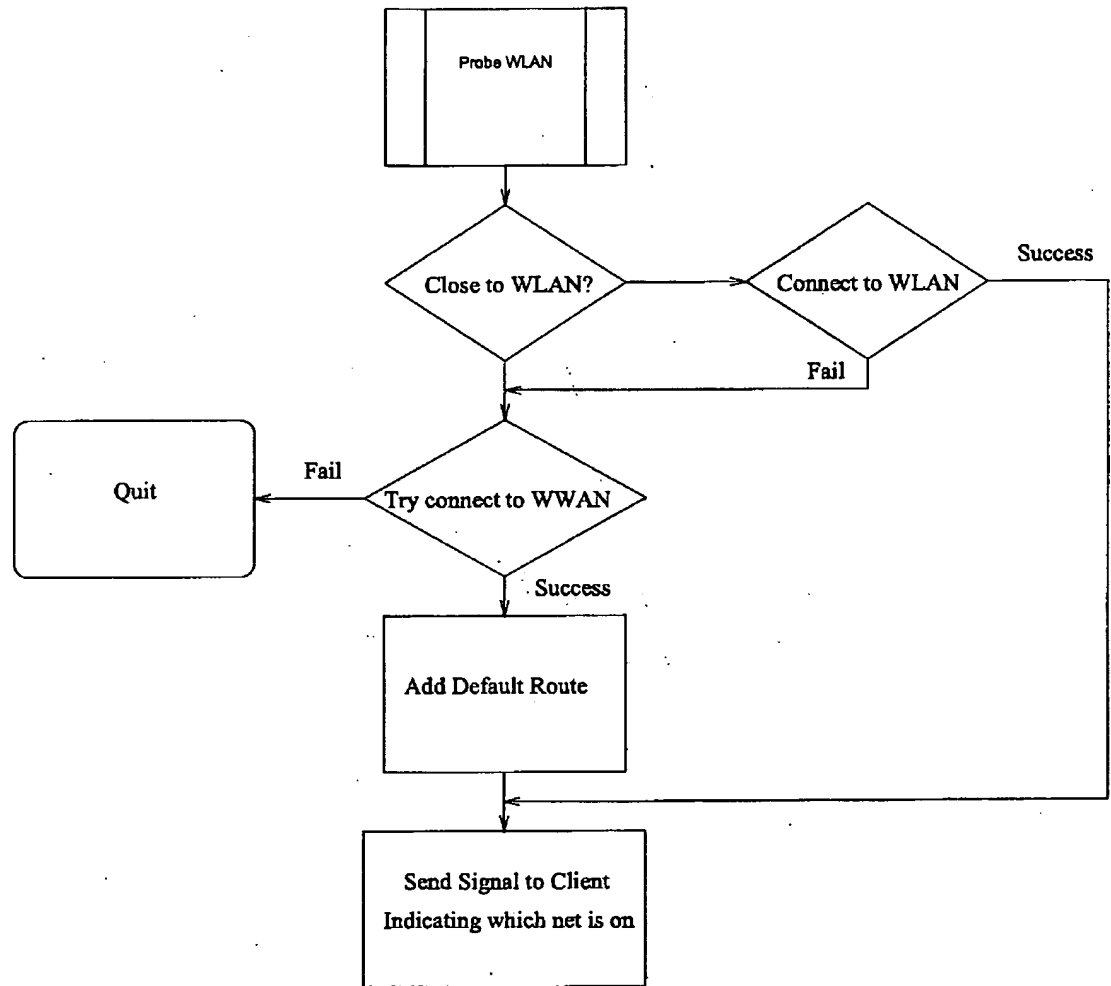 Probe WLAN
Close to WLAN?
Connect to WLAN
Success
Fail
Try connect to WWAN
Fail
Quit
Success
Add Default Route
Send Signal to Client
Indicating which net is on